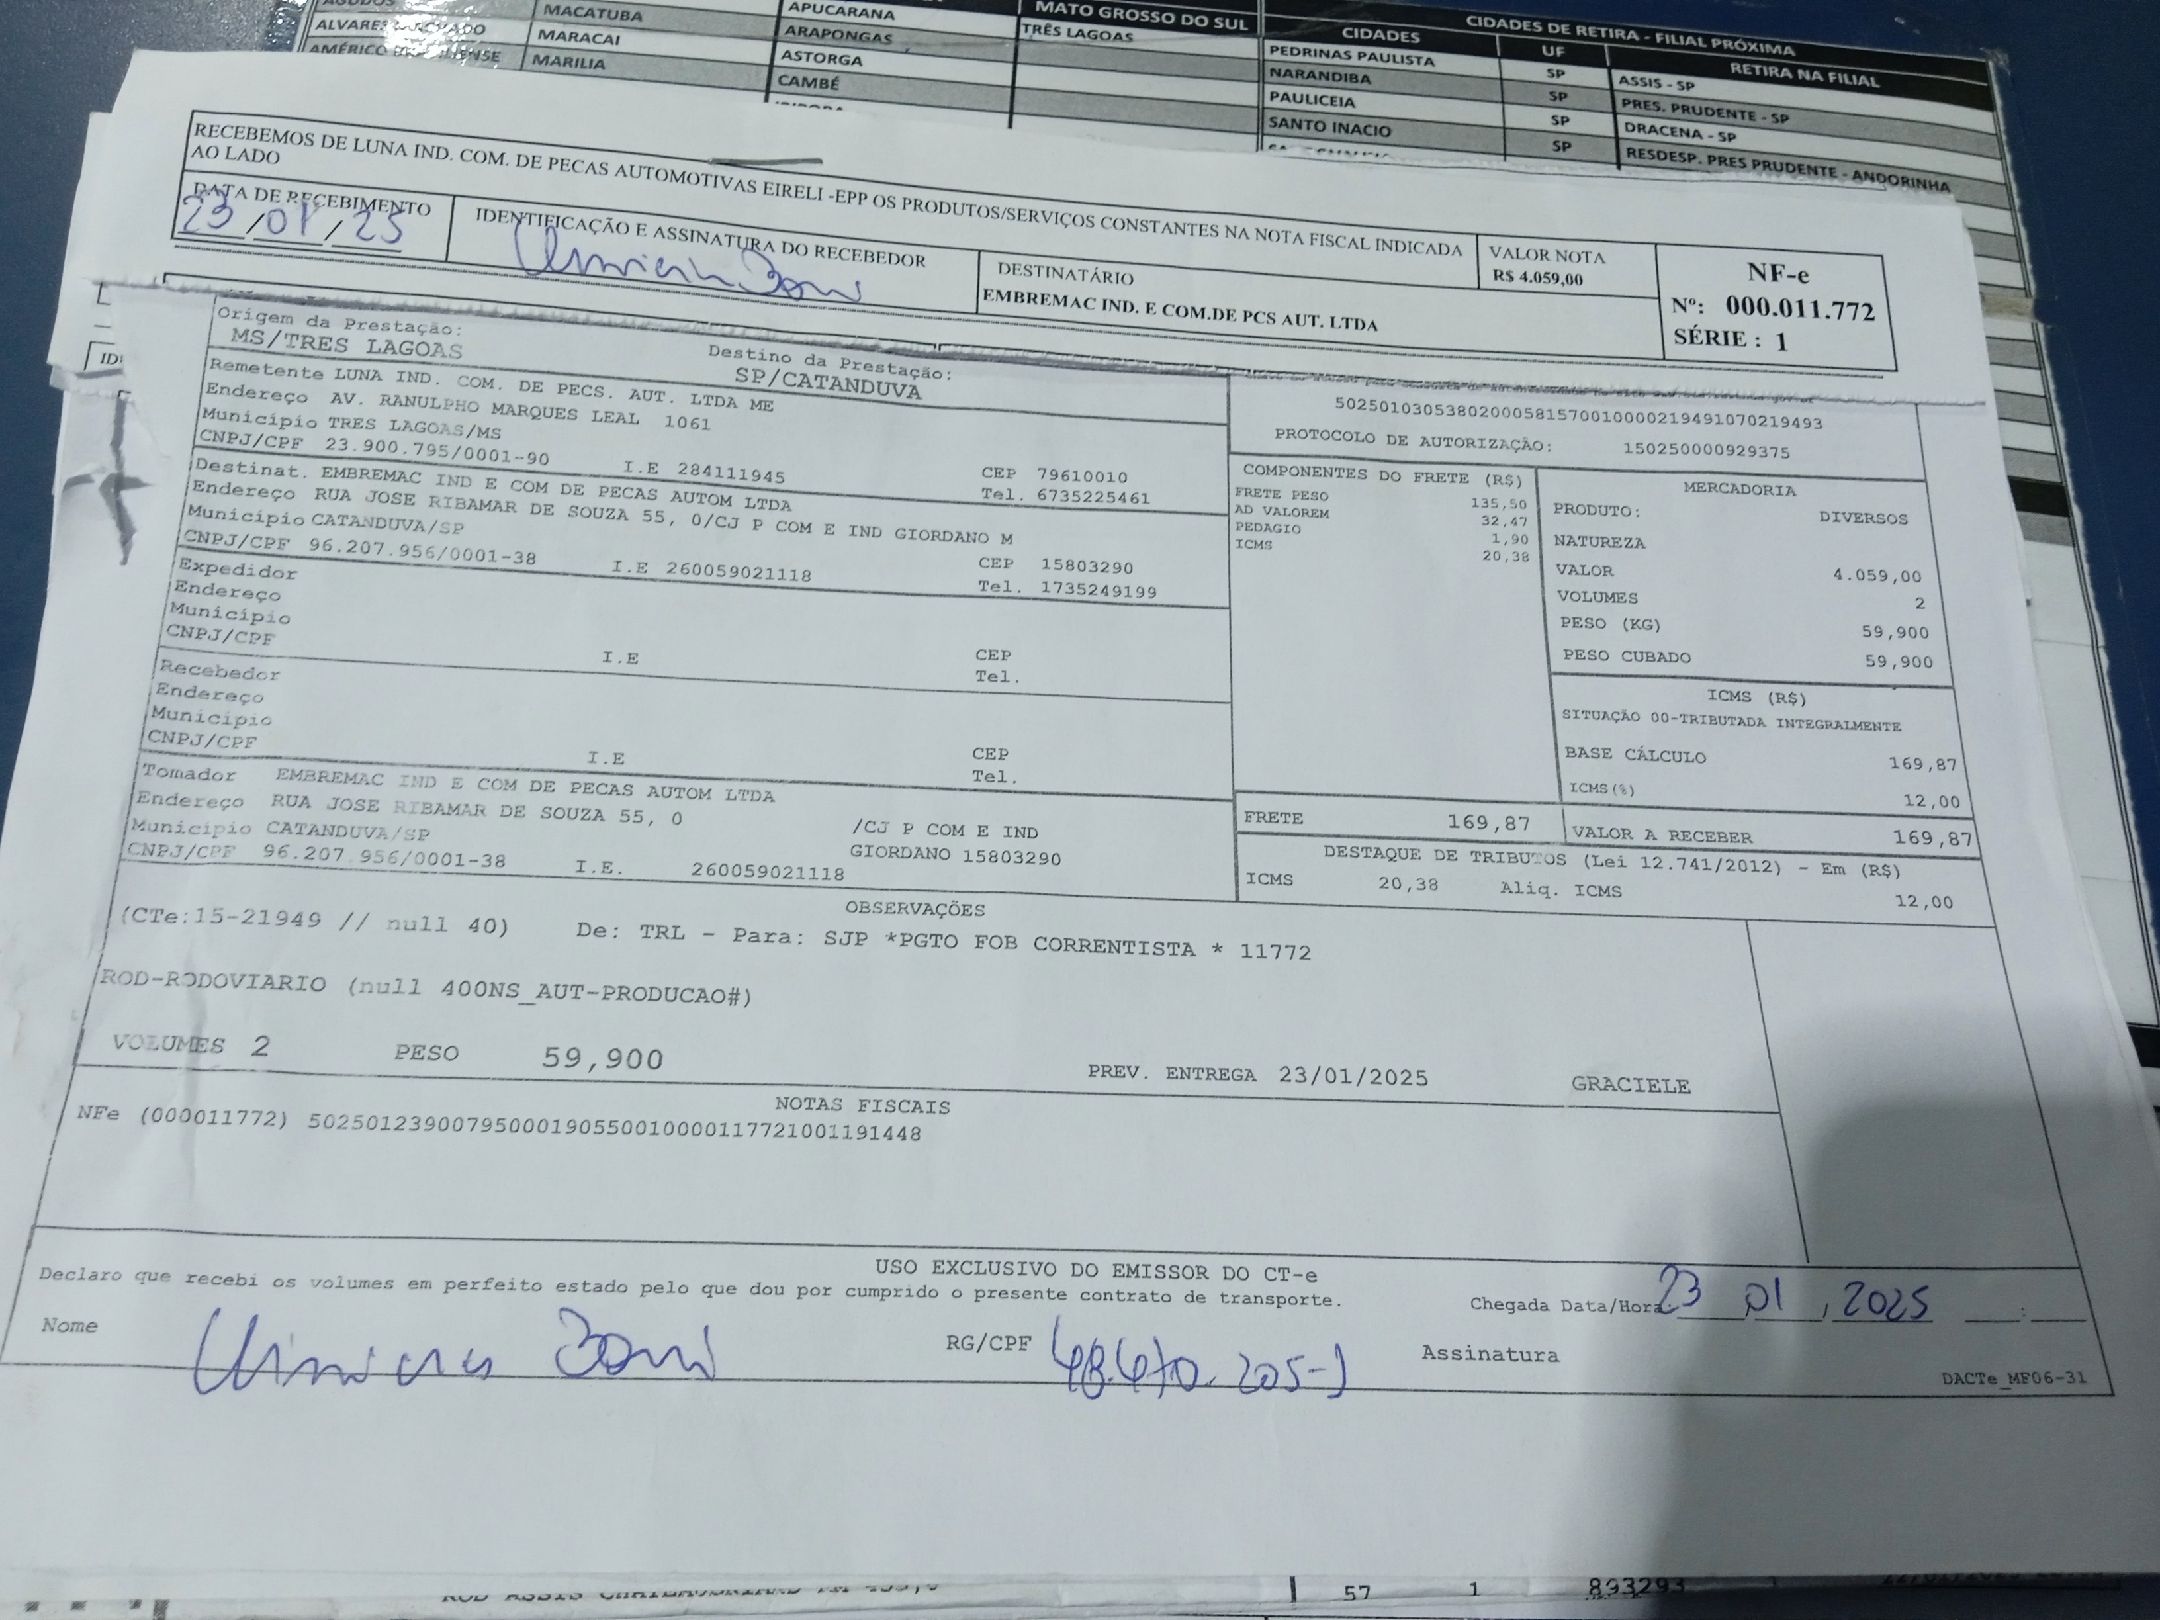 MACATUBA
APUCARANA
MATO GROSSO DO SUL
CIDADES DE RETIRA - FILIAL PRÓXIMA
MARACAI
ARAPONGAS
TRÊS LAGOAS
CIDADES
UF
RETIRA NA FILIAL
MARILIA
ASTORGA
PEDRINAS PAULISTA
SP
ASSIS - SP
CAMBÉ
NARANDIBA
SP
PRES. PRUDENTE - SP
PAULICEIA
SP
DRACENA - SP
SANTO INACIO
SP
RESDESP. PRES PRUDENTE - ANDORINHA
RECEBEMOS DE LUNA IND. COM. DE PECAS AUTOMOTIVAS EIRELI -EPP OS PRODUTOS/SERVIÇOS CONSTANTES NA NOTA FISCAL INDICADA
AO LADO
DATA DE RECEBIMENTO
23/01/25
IDENTIFICAÇÃO E ASSINATURA DO RECEBEDOR
DESTINATÁRIO
EMBREMAC IND. E COM.DE PCS AUT. LTDA
VALOR NOTA
R$ 4.059,00
NF-e
Nº: 000.011.772
SÉRIE : 1
Origem da Prestação:
MS/TRES LAGOAS
Destino da Prestação:
SP/CATANDUVA
Remetente LUNA IND. COM. DE PECS. AUT. LTDA ME
Endereço AV. RANULPHO MARQUES LEAL 1061
Município TRES LAGOAS/MS
CEP 79610010
CNPJ/CPF 23.900.795/0001-90 I.E 284111945 Tel. 6735225461
Destinat. EMBREMAC IND E COM DE PECAS AUTOM LTDA
Endereço RUA JOSE RIBAMAR DE SOUZA 55, 0/CJ P COM E IND GIORDANO M
Município CATANDUVA/SP CEP 15803290
CNPJ/CPF 96.207.956/0001-38 I.E 260059021118 Tel. 1735249199
Expedidor
Endereço
Município CEP
CNPJ/CPF I.E Tel.
Recebedor
Endereço
Município CEP
CNPJ/CPF I.E Tel.
Tomador EMBREMAC IND E COM DE PECAS AUTOM LTDA
Endereço RUA JOSE RIBAMAR DE SOUZA 55, 0 /CJ P COM E IND
Município CATANDUVA/SP GIORDANO 15803290
CNPJ/CPF 96.207.956/0001-38 I.E. 260059021118
50250103053802000581570010000219491070219493
PROTOCOLO DE AUTORIZAÇÃO: 150250000929375
COMPONENTES DO FRETE (R$)
FRETE PESO 135,50
AD VALOREM 32,47
PEDAGIO 1,90
ICMS 20,38
MERCADORIA
PRODUTO: DIVERSOS
NATUREZA
VALOR 4.059,00
VOLUMES 2
PESO (KG) 59,900
PESO CUBADO 59,900
ICMS (R$)
SITUAÇÃO 00-TRIBUTADA INTEGRALMENTE
BASE CÁLCULO 169,87
ICMS(%) 12,00
FRETE 169,87
VALOR A RECEBER 169,87
DESTAQUE DE TRIBUTOS (Lei 12.741/2012) - Em (R$)
ICMS 20,38 Aliq. ICMS 12,00
OBSERVAÇÕES
(CTe:15-21949 // null 40) De: TRL - Para: SJP *PGTO FOB CORRENTISTA * 11772
ROD-RODOVIARIO (null 400NS_AUT-PRODUCAO#)
VOLUMES 2 PESO 59,900 PREV. ENTREGA 23/01/2025 GRACIELE
NOTAS FISCAIS
NFe (000011772) 50250123900795000190550010000117721001191448
USO EXCLUSIVO DO EMISSOR DO CT-e
Declaro que recebi os volumes em perfeito estado pelo que dou por cumprido o presente contrato de transporte.
Chegada Data/Hora 23 01 2025 :
Nome
RG/CPF
Assinatura
DACTe_MF06-31
57 1 893293